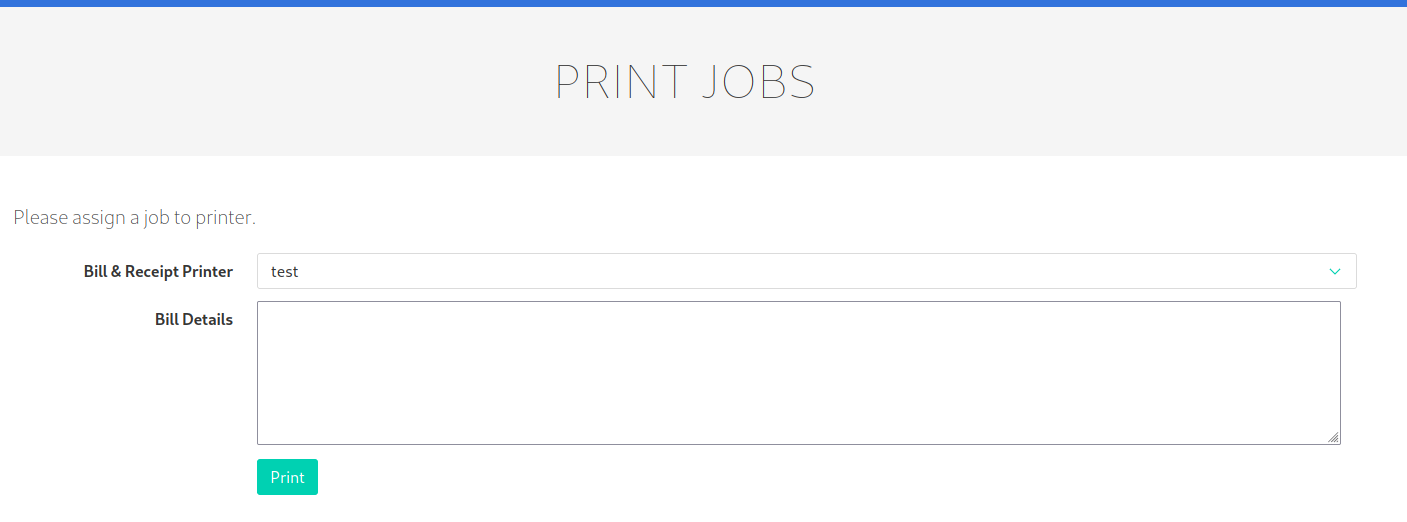 PRINT JOBS
Please assign a job to printer.
Bill & Receipt Printer test
Bill Details
Print